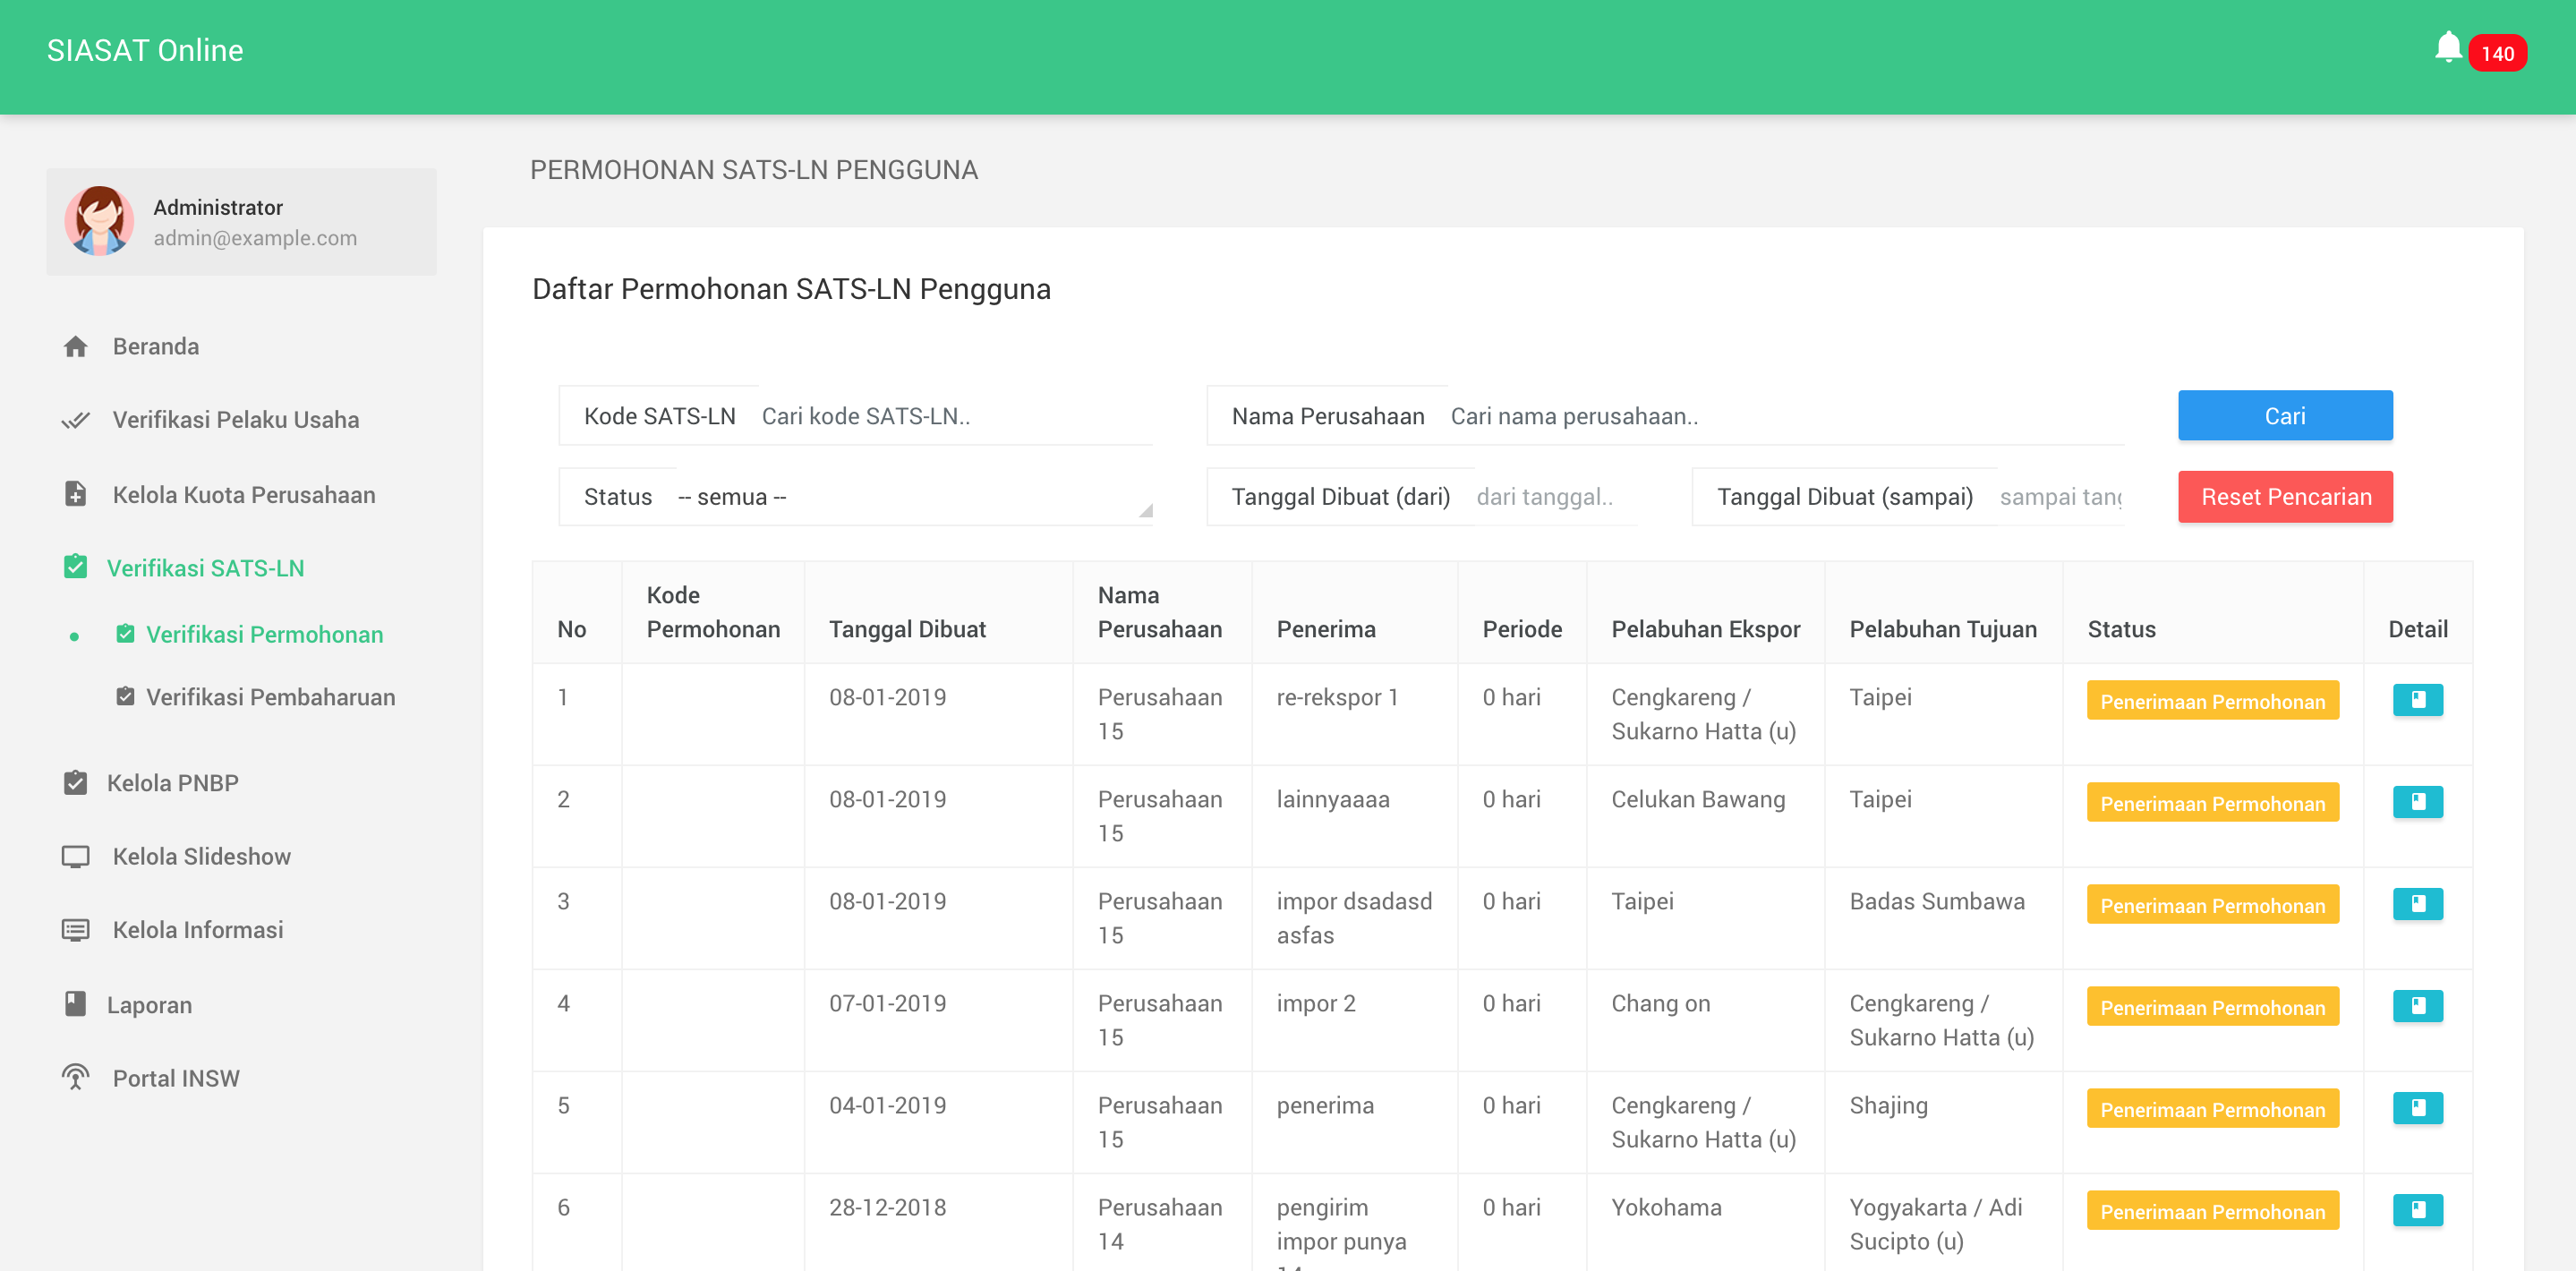 SIASAT Online
140
Administrator
admin@example.com
Beranda
Verifikasi Pelaku Usaha
Kelola Kuota Perusahaan
Verifikasi SATS-LN
Verifikasi Permohonan
Verifikasi Pembaharuan
Kelola PNBP
Kelola Slideshow
Kelola Informasi
Laporan
Portal INSW
PERMOHONAN SATS-LN PENGGUNA
Daftar Permohonan SATS-LN Pengguna
Kode SATS-LN Cari kode SATS-LN.. Nama Perusahaan Cari nama perusahaan.. Cari
Status -- semua -- Tanggal Dibuat (dari) dari tanggal.. Tanggal Dibuat (sampai) sampai tang Reset Pencarian
Kode Nama
No Permohonan Tanggal Dibuat Perusahaan Penerima Periode Pelabuhan Ekspor Pelabuhan Tujuan Status Detail
1 08-01-2019 Perusahaan re-rekspor 1 0 hari Cengkareng / Taipei Penerimaan Permohonan
15 Sukarno Hatta (u)
2 08-01-2019 Perusahaan lainnyaaaa 0 hari Celukan Bawang Taipei Penerimaan Permohonan
15
3 08-01-2019 Perusahaan impor dsadasd 0 hari Taipei Badas Sumbawa Penerimaan Permohonan
15 asfas
4 07-01-2019 Perusahaan impor 2 0 hari Chang on Cengkareng / Penerimaan Permohonan
15 Sukarno Hatta (u)
5 04-01-2019 Perusahaan penerima 0 hari Cengkareng / Shajing Penerimaan Permohonan
15 Sukarno Hatta (u)
6 28-12-2018 Perusahaan pengirim 0 hari Yokohama Yogyakarta / Adi Penerimaan Permohonan
14 impor punya Sucipto (u)